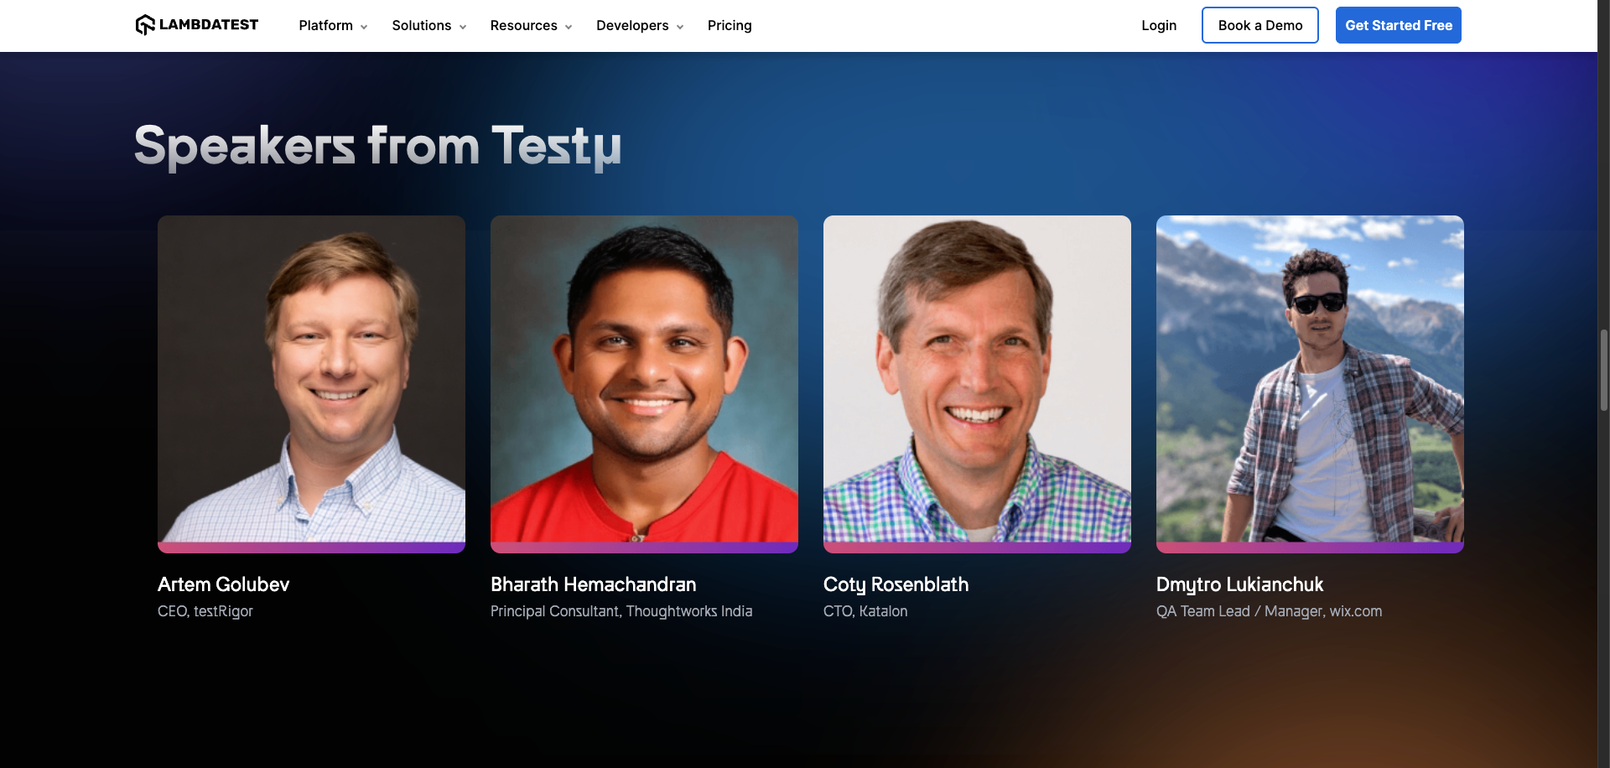 LAMBDATEST Platform Solutions Resources Developers Pricing Login Book a Demo Get Started Free
Speakers from Testμ
Artem Golubev Bharath Hemachandran Coty Rosenblath Dmytro Lukianchuk
CEO, testRigor Principal Consultant, Thoughtworks India CTO, Katalon QA Team Lead / Manager, wix.com